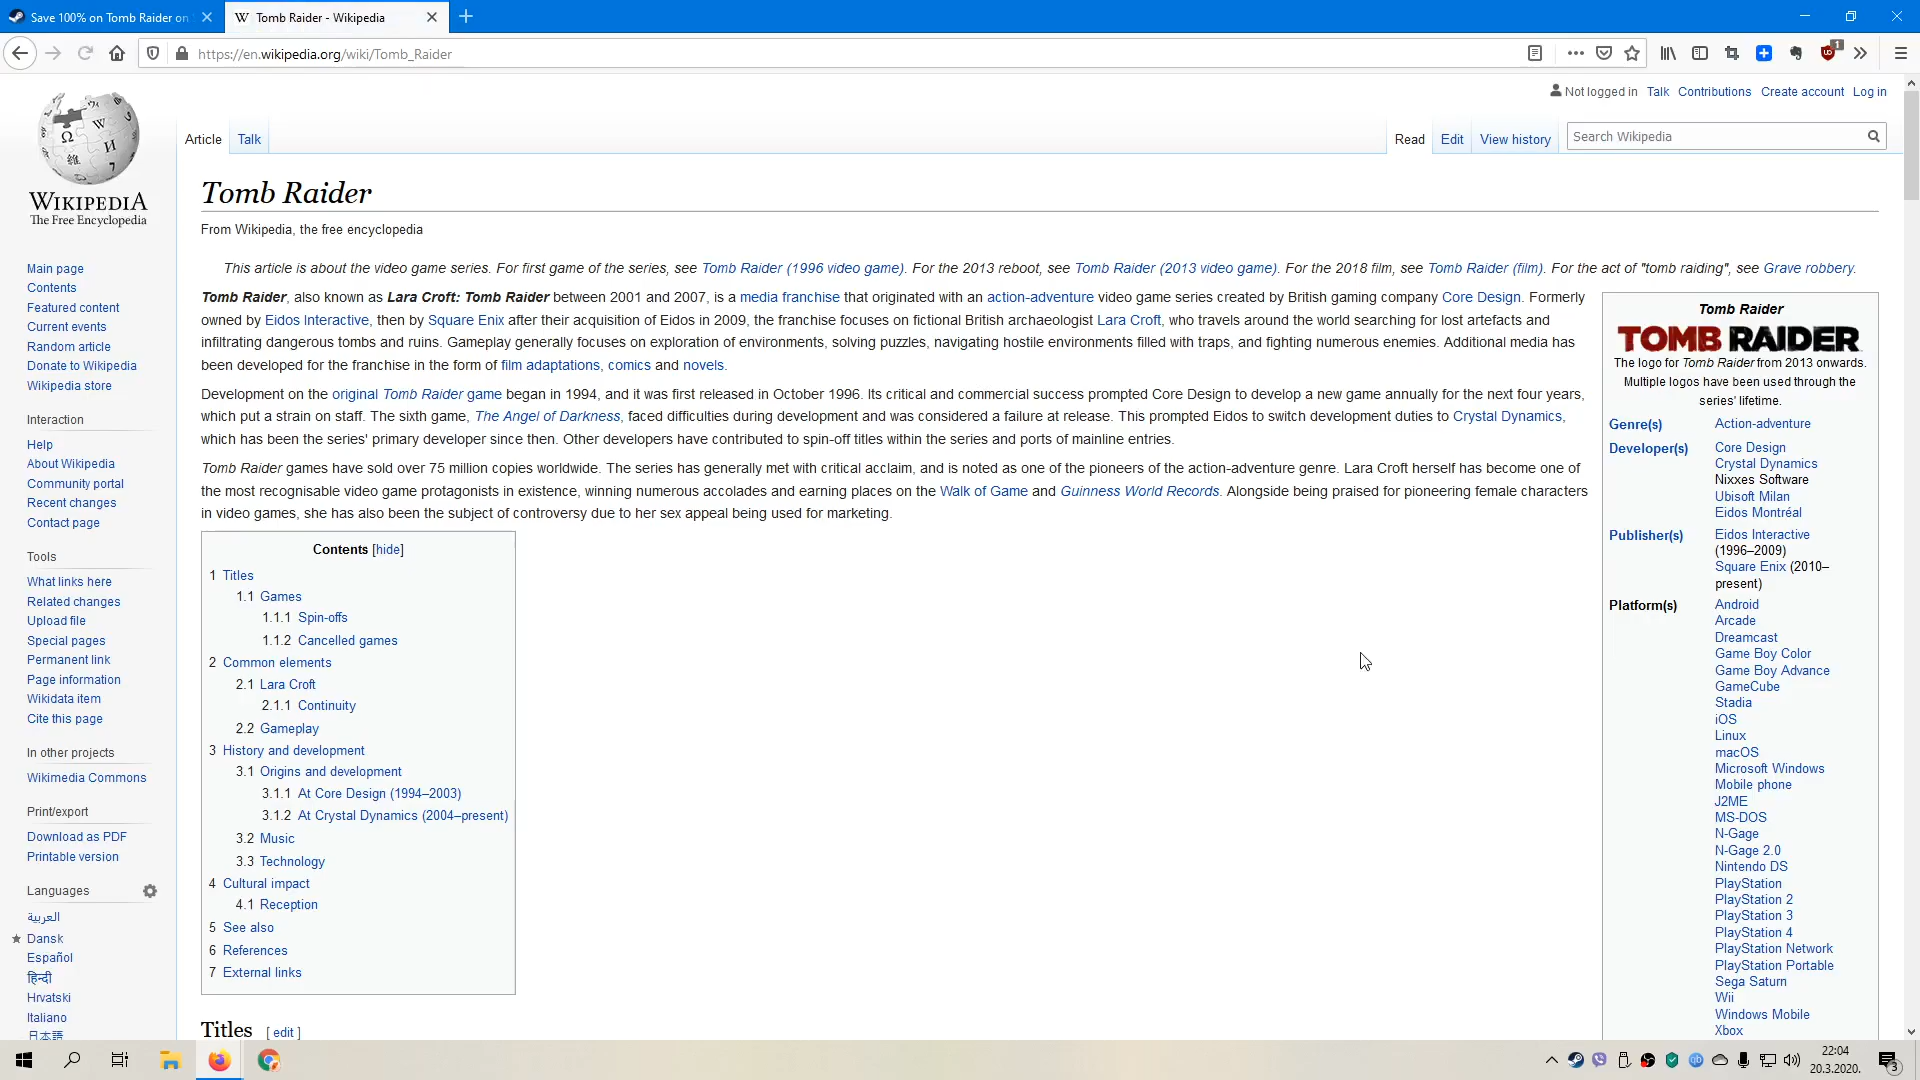 Save 100% on Tomb Raider on
Tomb Raider - Wikipedia
https://en.wikipedia.org/wiki/Tomb_Raider
1
Not logged in Talk Contributions Create account Log in
WIKIPEDIA
The Free Encyclopedia
Article Talk Read Edit View history Search Wikipedia
Tomb Raider
From Wikipedia, the free encyclopedia
This article is about the video game series. For first game of the series, see Tomb Raider (1996 video game). For the 2013 reboot, see Tomb Raider (2013 video game). For the 2018 film, see Tomb Raider (film). For the act of "tomb raiding", see Grave robbery.
Tomb Raider, also known as Lara Croft: Tomb Raider between 2001 and 2007, is a media franchise that originated with an action-adventure video game series created by British gaming company Core Design. Formerly
owned by Eidos Interactive, then by Square Enix after their acquisition of Eidos in 2009, the franchise focuses on fictional British archaeologist Lara Croft, who travels around the world searching for lost artefacts and
infiltrating dangerous tombs and ruins. Gameplay generally focuses on exploration of environments, solving puzzles, navigating hostile environments filled with traps, and fighting numerous enemies. Additional media has
been developed for the franchise in the form of film adaptations, comics and novels.
Development on the original Tomb Raider game began in 1994, and it was first released in October 1996. Its critical and commercial success prompted Core Design to develop a new game annually for the next four years,
which put a strain on staff. The sixth game, The Angel of Darkness, faced difficulties during development and was considered a failure at release. This prompted Eidos to switch development duties to Crystal Dynamics,
which has been the series' primary developer since then. Other developers have contributed to spin-off titles within the series and ports of mainline entries.
Tomb Raider games have sold over 75 million copies worldwide. The series has generally met with critical acclaim, and is noted as one of the pioneers of the action-adventure genre. Lara Croft herself has become one of
the most recognisable video game protagonists in existence, winning numerous accolades and earning places on the Walk of Game and Guinness World Records. Alongside being praised for pioneering female characters
in video games, she has also been the subject of controversy due to her sex appeal being used for marketing.
Contents [hide]
1 Titles
1.1 Games
1.1.1 Spin-offs
1.1.2 Cancelled games
2 Common elements
2.1 Lara Croft
2.1.1 Continuity
2.2 Gameplay
3 History and development
3.1 Origins and development
3.1.1 At Core Design (1994–2003)
3.1.2 At Crystal Dynamics (2004–present)
3.2 Music
3.3 Technology
4 Cultural impact
4.1 Reception
5 See also
6 References
7 External links
Titles [ edit ]
Tomb Raider
TOMB RAIDER
The logo for Tomb Raider from 2013 onwards.
Multiple logos have been used through the
series' lifetime.
Genre(s) Action-adventure
Developer(s) Core Design
Crystal Dynamics
Nixxes Software
Ubisoft Milan
Eidos Montréal
Publisher(s) Eidos Interactive
(1996–2009)
Square Enix (2010–
present)
Platform(s) Android
Arcade
Dreamcast
Game Boy Color
Game Boy Advance
GameCube
Stadia
iOS
Linux
macOS
Microsoft Windows
Mobile phone
J2ME
MS-DOS
N-Gage
N-Gage 2.0
Nintendo DS
PlayStation
PlayStation 2
PlayStation 3
PlayStation 4
PlayStation Network
PlayStation Portable
Sega Saturn
Wii
Windows Mobile
Xbox
Main page
Contents
Featured content
Current events
Random article
Donate to Wikipedia
Wikipedia store
Interaction
Help
About Wikipedia
Community portal
Recent changes
Contact page
Tools
What links here
Related changes
Upload file
Special pages
Permanent link
Page information
Wikidata item
Cite this page
In other projects
Wikimedia Commons
Print/export
Download as PDF
Printable version
Languages
العربية
Dansk
Español
हिन्दी
Hrvatski
Italiano
日本語
22:04
20.3.2020.
3